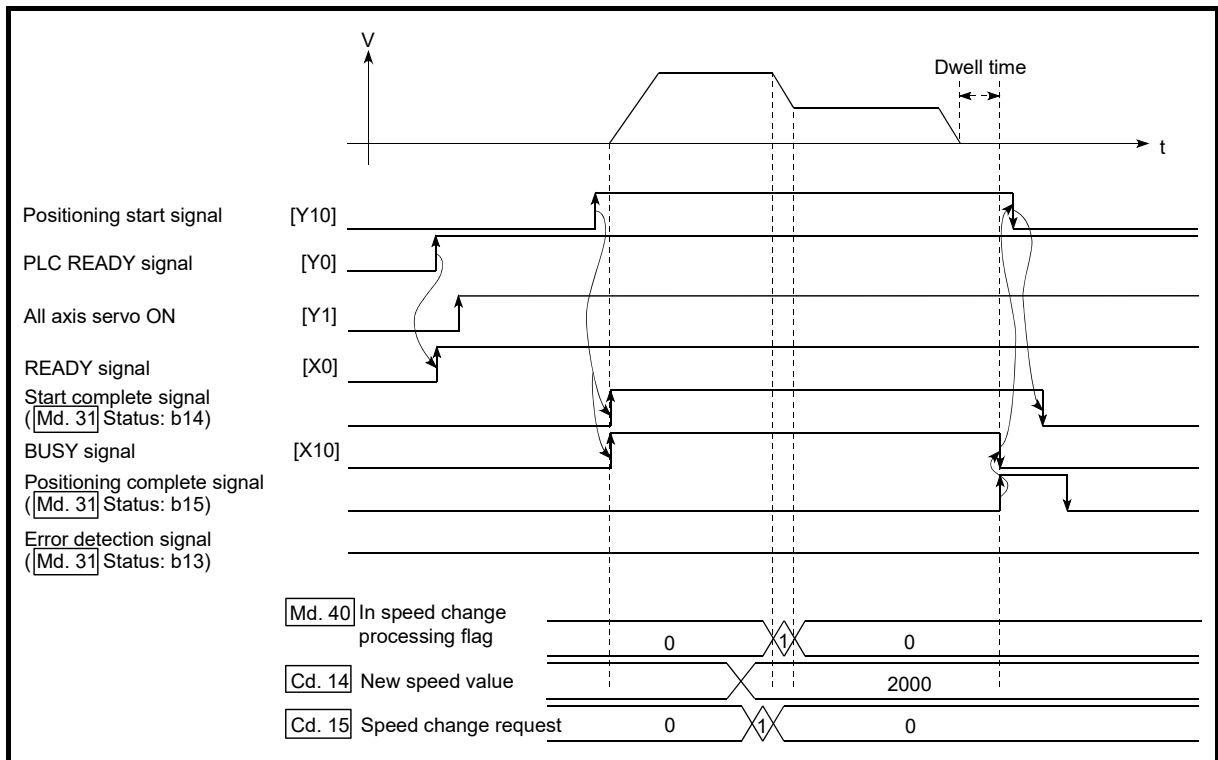 V
Dwell time
t
Positioning start signal [Y10]
PLC READY signal [Y0]
All axis servo ON [Y1]
READY signal [X0]
Start complete signal
( Md. 31 Status: b14)
BUSY signal [X10]
Positioning complete signal
( Md. 31 Status: b15)
Error detection signal
( Md. 31 Status: b13)
Md. 40 In speed change
processing flag
0 1 0
Cd. 14 New speed value 2000
Cd. 15 Speed change request 0 1 0